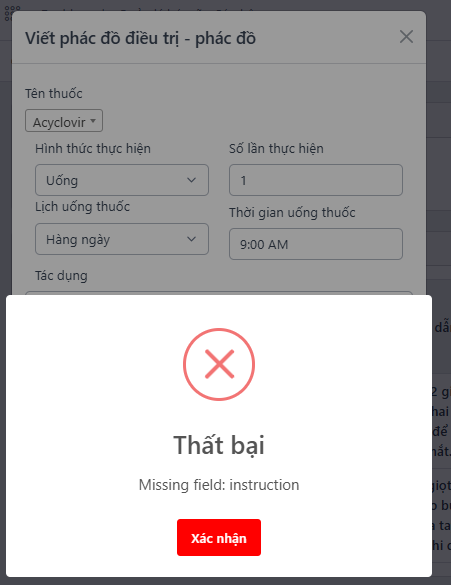 Viết phác đồ điều trị - phác đồ
Tên thuốc
Acyclovir
Hình thức thực hiện
Số lần thực hiện
Uống
1
Lịch uống thuốc
Thời gian uống thuốc
Hàng ngày
9:00 AM
Tác dụng
Thất bại
Missing field: instruction
Xác nhận